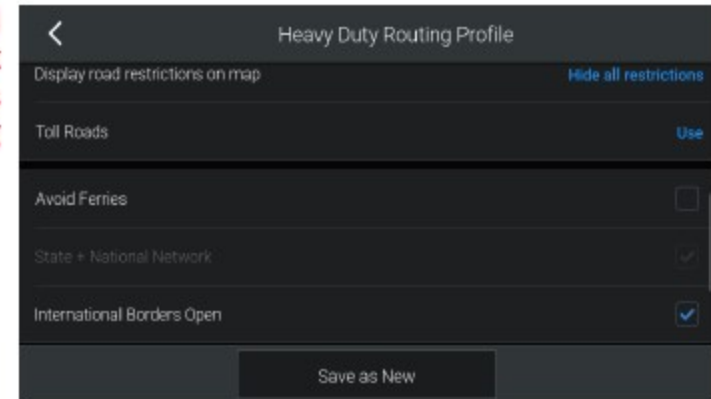 Heavy Duty Routing Profile
Display road restrictions on map Hide all restrictions
Toll Roads Use
Avoid Ferries
State + National Network
International Borders Open
Save as New